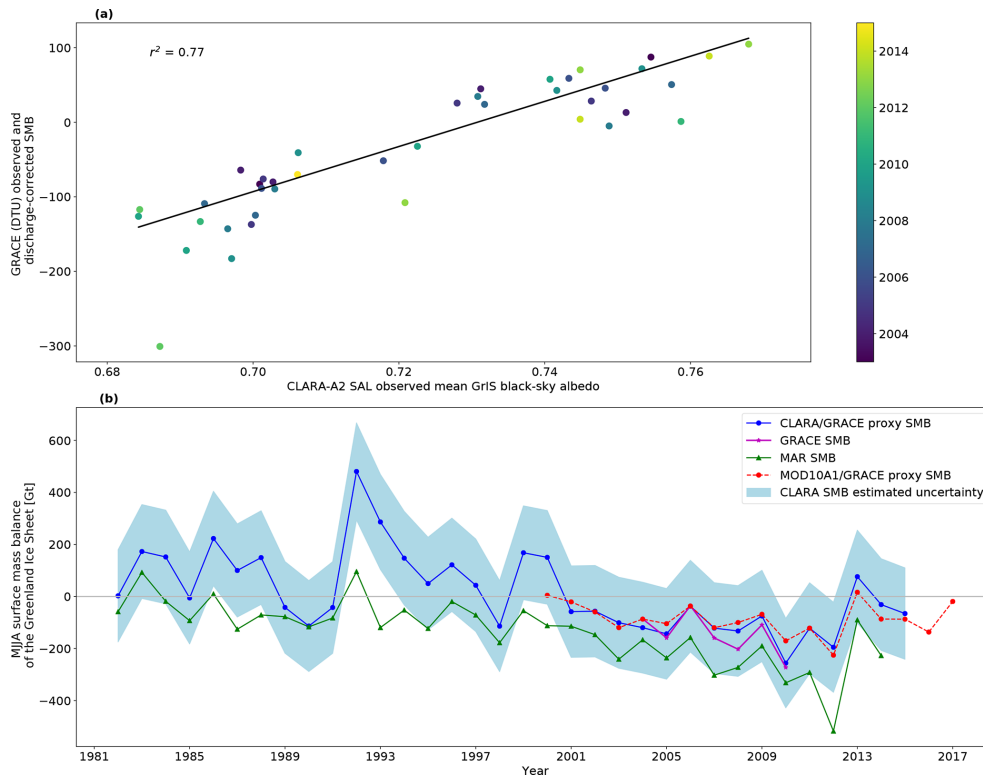 (a)
r² = 0.77
GRACE (DTU) observed and
discharge-corrected SMB
100
0
−100
−200
−300
0.68
0.70
0.72
0.74
0.76
CLARA-A2 SAL observed mean GrIS black-sky albedo
2014
2012
2010
2008
2006
2004
(b)
CLARA/GRACE proxy SMB
GRACE SMB
MAR SMB
MOD10A1/GRACE proxy SMB
CLARA SMB estimated uncertainty
MJJA surface mass balance
of the Greenland Ice Sheet [Gt]
600
400
200
0
−200
−400
1981
1985
1989
1993
1997
2001
2005
2009
2013
2017
Year